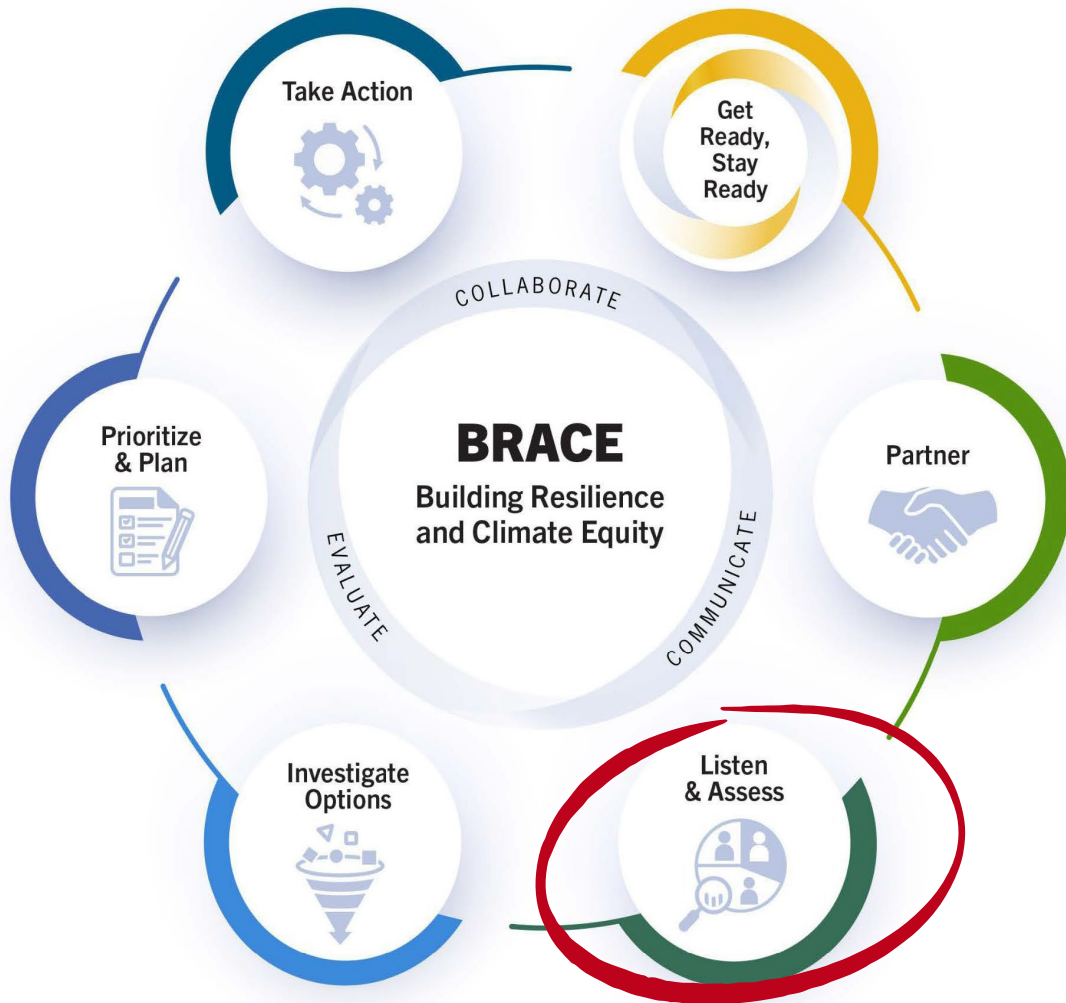 Take Action
Get
Ready,
Stay
Ready
COLLABORATE
Prioritize
& Plan
BRACE
Building Resilience
and Climate Equity
Partner
EVALUATE
COMMUNICATE
Investigate
Options
Listen
& Assess